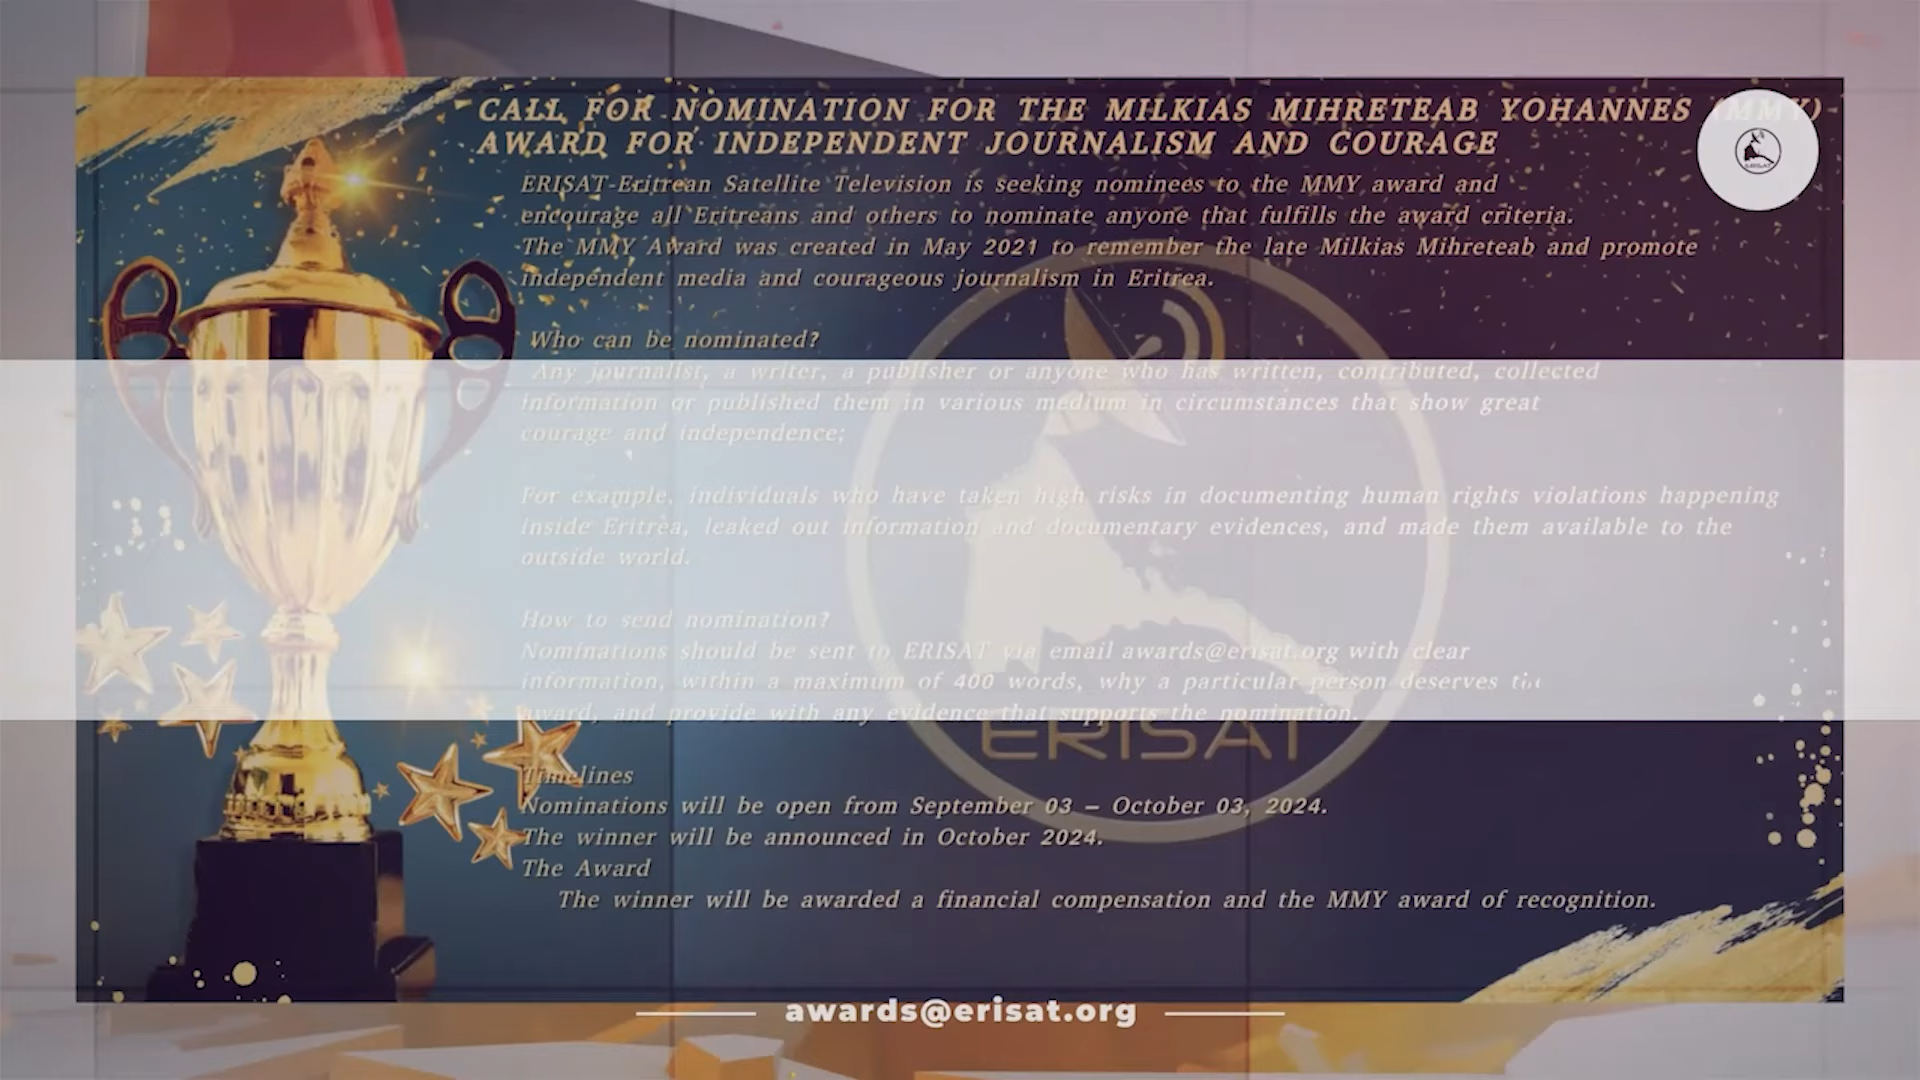 CALL FOR NOMINATION FOR THE MILKIAS MIHRETEAB YOHANNES (MMY)
AWARD FOR INDEPENDENT JOURNALISM AND COURAGE
ERISAT-Eritrean Satellite Television is seeking nominees to the MMY award and
encourage all Eritreans and others to nominate anyone that fulfills the award criteria.
The MMY Award was created in May 2021 to remember the late Milkias Mihreteab and promote
independent media and courageous journalism in Eritrea.
Who can be nominated?
Any journalist, a writer, a publisher or anyone who has written, contributed, collected
information or published them in various medium in circumstances that show great
courage and independence;
For example, individuals who have taken high risks in documenting human rights violations happening
inside Eritrea, leaked out information and documentary evidences, and made them available to the
outside world.
How to send nomination?
Nominations should be sent to ERISAT via email awards@erisat.org with clear
information, within a maximum of 400 words, why a particular person deserves the
award, and provide with any evidence that supports the nomination.
ERISAT
Timelines
Nominations will be open from September 03 – October 03, 2024.
The winner will be announced in October 2024.
The Award
The winner will be awarded a financial compensation and the MMY award of recognition.
awards@erisat.org